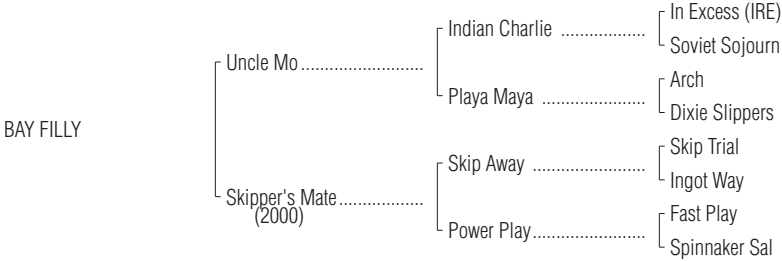 In Excess (IRE)
Indian Charlie ...................
Soviet Sojourn
Uncle Mo ..........................
Arch
Playa Maya ......................
Dixie Slippers
BAY FILLY
Skip Trial
Skip Away ........................
Ingot Way
Skipper's Mate ..................
(2000)
Fast Play
Power Play ........................
Spinnaker Sal